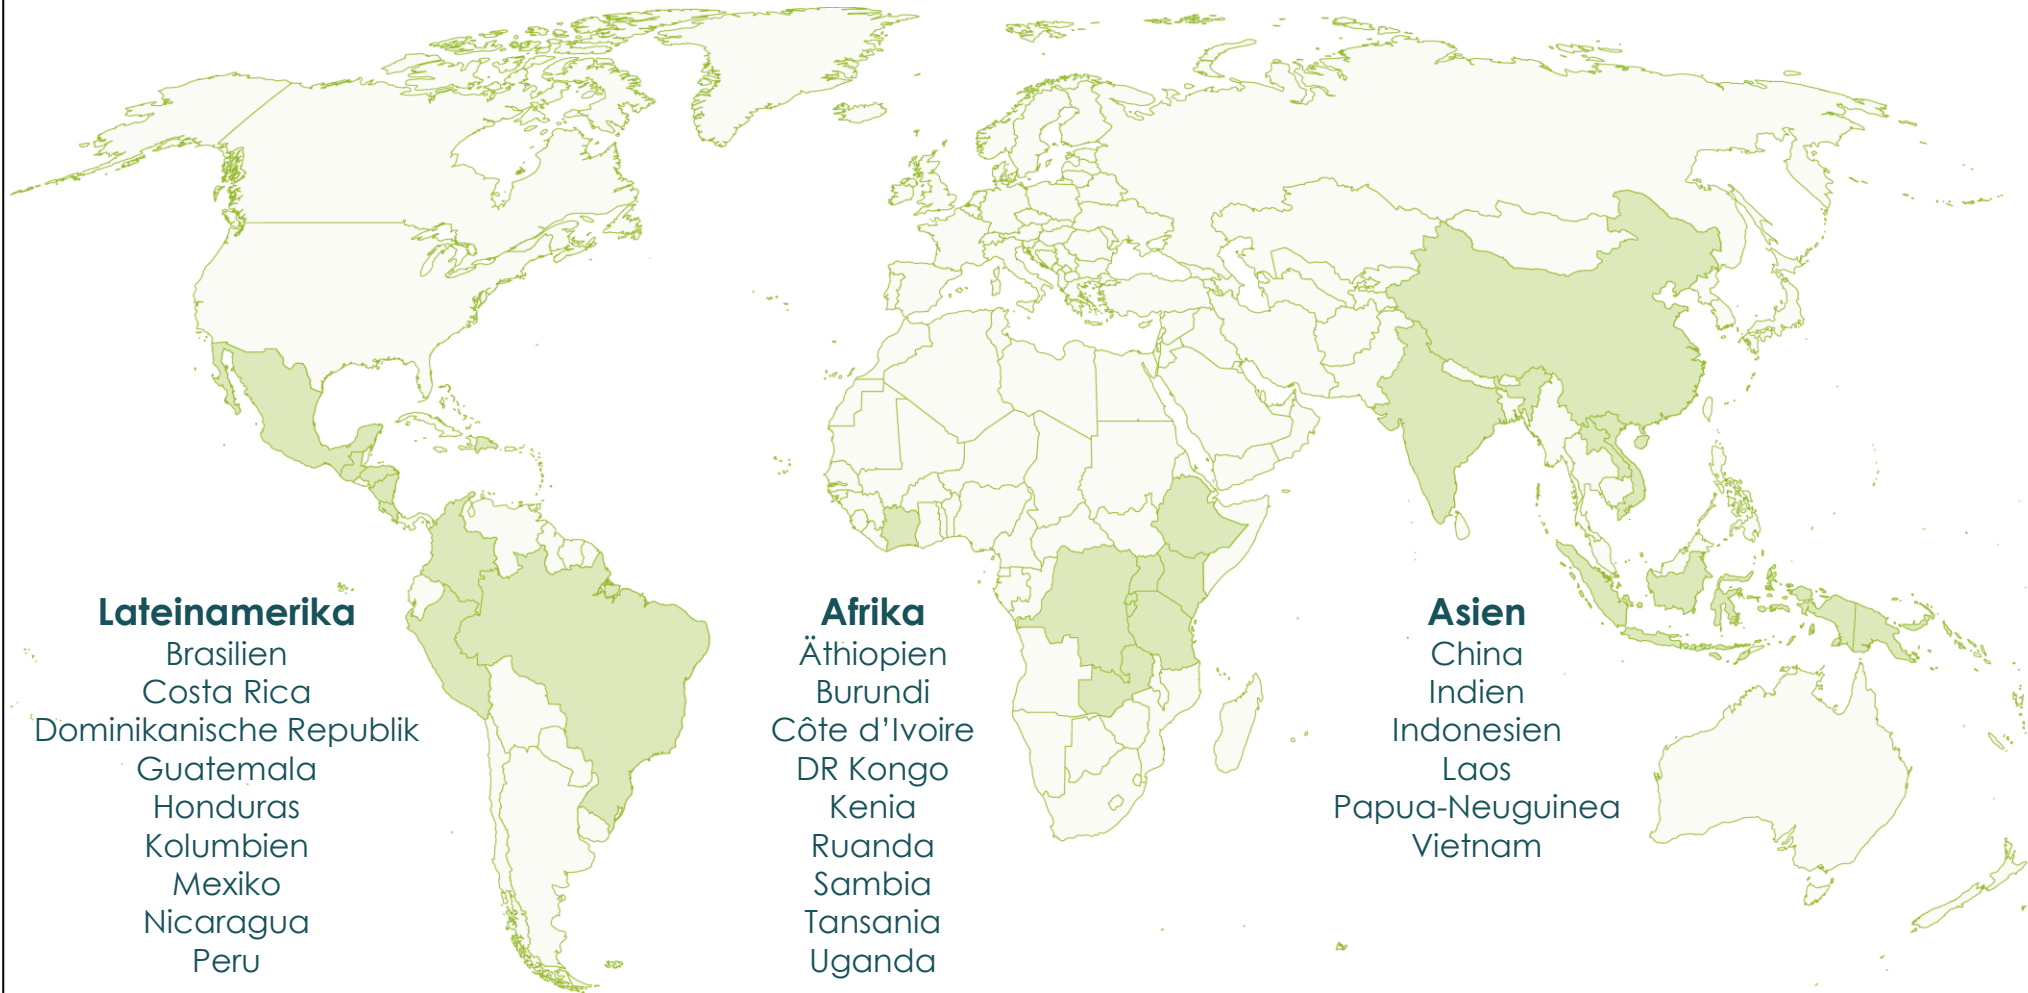 Lateinamerika
Brasilien
Costa Rica
Dominikanische Republik
Guatemala
Honduras
Kolumbien
Mexiko
Nicaragua
Peru
Afrika
Äthiopien
Burundi
Côte d’Ivoire
DR Kongo
Kenia
Ruanda
Sambia
Tansania
Uganda
Asien
China
Indien
Indonesien
Laos
Papua-Neuguinea
Vietnam